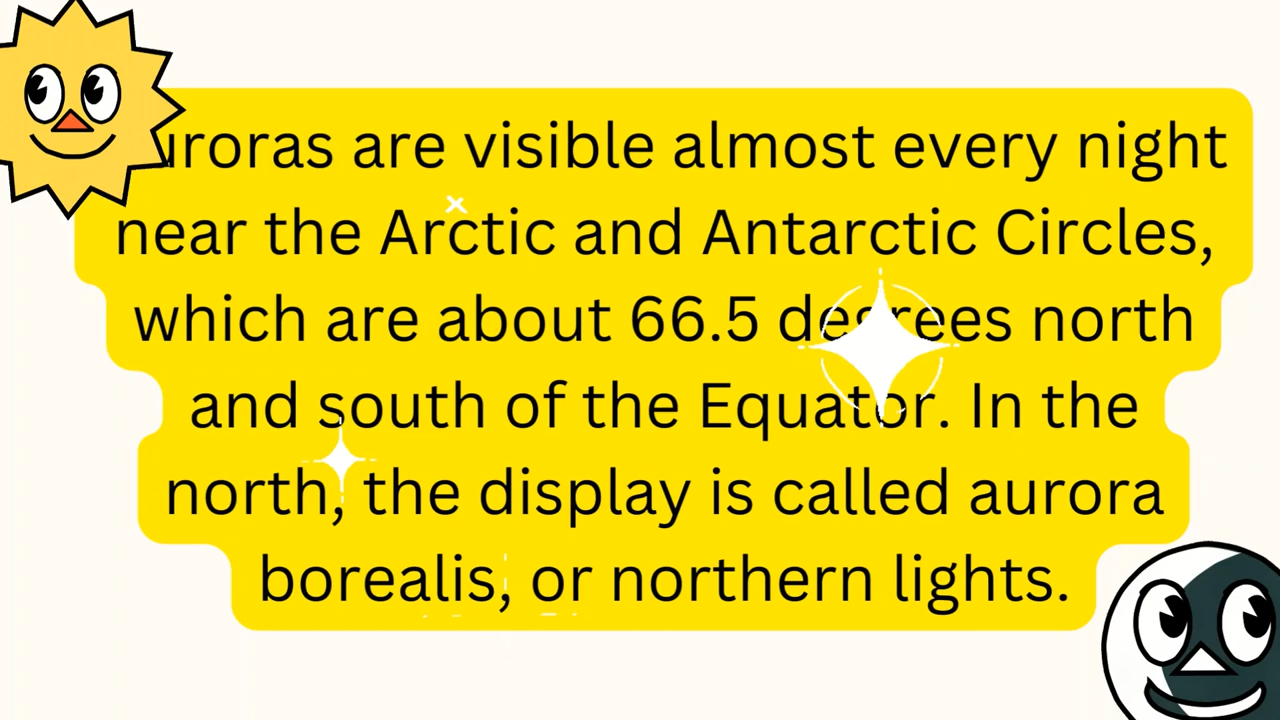 uroras are visible almost every night
near the Arctic and Antarctic Circles,
which are about 66.5 degrees north
and south of the Equator. In the
north, the display is called aurora
borealis, or northern lights.